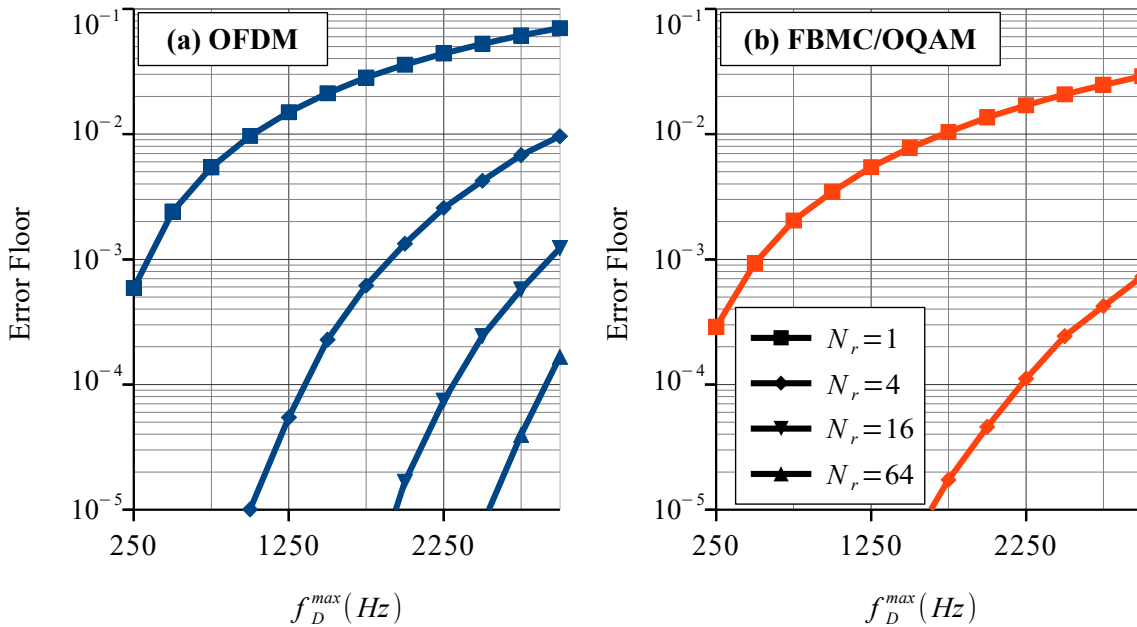 (a) OFDM
Error Floor
10^-1
10^-2
10^-3
10^-4
10^-5
250 1250 2250
f_D^max (Hz)
(b) FBMC/OQAM
Error Floor
10^-1
10^-2
10^-3
10^-4
10^-5
N_r=1
N_r=4
N_r=16
N_r=64
250 1250 2250
f_D^max (Hz)